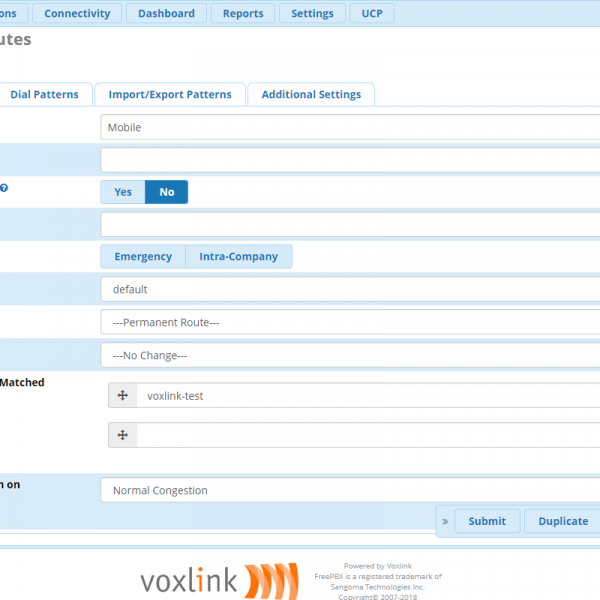 ons Connectivity Dashboard Reports Settings UCP
utes
Dial Patterns Import/Export Patterns Additional Settings
Mobile
? Yes No
Emergency Intra-Company
default
---Permanent Route---
---No Change---
Matched
voxlink-test
n on
Normal Congestion
» Submit Duplicate
voxlink
Powered by Voxlink
FreePBX is a registered trademark of
Sangoma Technologies Inc.
Copyright© 2007-2018